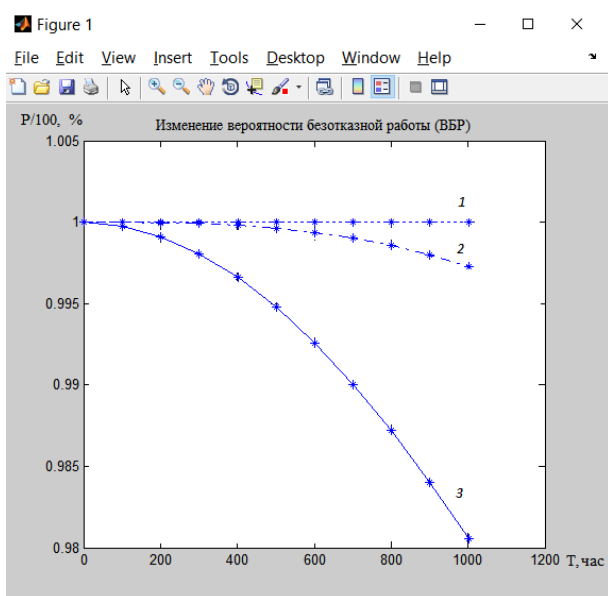 Figure 1
File Edit View Insert Tools Desktop Window Help
P/100, %
Изменение вероятности безотказной работы (ВБР)
1.005
1
1
2
0.995
0.99
0.985
3
0.98
0 200 400 600 800 1000 1200 T,час